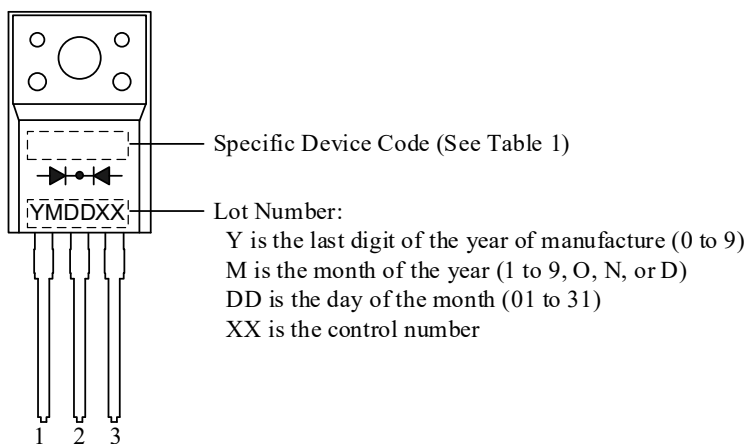 Specific Device Code (See Table 1)
YMDDXX
Lot Number:
Y is the last digit of the year of manufacture (0 to 9)
M is the month of the year (1 to 9, O, N, or D)
DD is the day of the month (01 to 31)
XX is the control number
1 2 3